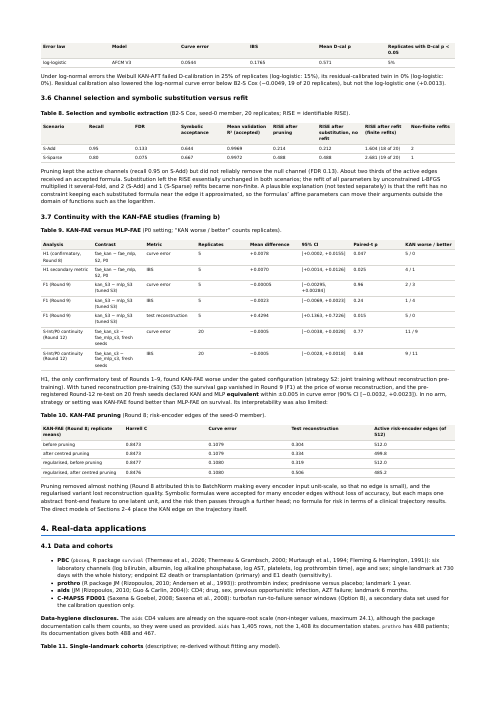 Error law Model Curve error IBS Mean D-cal p Replicates with D-cal p <
0.05
log-logistic AFCM V3 0.0544 0.1765 0.571 5%
Under log-normal errors the Weibull KAN-AFT failed D-calibration in 25% of replicates (log-logistic: 15%), its residual-calibrated twin in 0% (log-logistic:
0%). Residual calibration also lowered the log-normal curve error below B2-S Cox (−0.0049, 19 of 20 replicates), but not the log-logistic one (+0.0013).
3.6 Channel selection and symbolic substitution versus refit
Table 8. Selection and symbolic extraction (B2-S Cox, seed-0 member, 20 replicates; RISE = identifiable RISE).
Scenario Recall FDR Symbolic acceptance Mean validation R² (accepted) RISE after pruning RISE after substitution, no refit RISE after refit (finite refits) Non-finite refits
S-Add 0.95 0.133 0.644 0.9969 0.214 0.212 1.604 (18 of 20) 2
S-Sparse 0.80 0.075 0.667 0.9972 0.488 0.488 2.681 (19 of 20) 1
Pruning kept the active channels (recall 0.95 on S-Add) but did not reliably remove the null channel (FDR 0.13). About two thirds of the active edges
received an accepted formula. Substitution left the RISE essentially unchanged in both scenarios; the refit of all parameters by unconstrained L-BFGS
multiplied it several-fold, and 2 (S-Add) and 1 (S-Sparse) refits became non-finite. A plausible explanation (not tested separately) is that the refit has no
constraint keeping each substituted formula near the edge it approximated, so the formulas' affine parameters can move their arguments outside the
domain of functions such as the logarithm.
3.7 Continuity with the KAN-FAE studies (framing b)
Table 9. KAN-FAE versus MLP-FAE (P0 setting; "KAN worse / better" counts replicates).
Analysis Contrast Metric Replicates Mean difference 95% CI Paired-t p KAN worse / better
H1 (confirmatory, Round 8) fae_kan − fae_mlp, S2, P0 curve error 5 +0.0078 [+0.0002, +0.0155] 0.047 5 / 0
H1 secondary metric fae_kan − fae_mlp, S2, P0 IBS 5 +0.0070 [+0.0014, +0.0126] 0.025 4 / 1
F1 (Round 9) kan_S3 − mlp_S3 (tuned S3) curve error 5 −0.00005 [−0.00295, +0.00284] 0.96 2 / 3
F1 (Round 9) kan_S3 − mlp_S3 (tuned S3) IBS 5 −0.0023 [−0.0069, +0.0023] 0.24 1 / 4
F1 (Round 9) kan_S3 − mlp_S3 (tuned S3) test reconstruction 5 +0.4294 [+0.1363, +0.7226] 0.015 5 / 0
S-Int/P0 continuity (Round 12) fae_kan_s3 − fae_mlp_s3, fresh seeds curve error 20 −0.0005 [−0.0038, +0.0028] 0.77 11 / 9
S-Int/P0 continuity (Round 12) fae_kan_s3 − fae_mlp_s3, fresh seeds IBS 20 −0.0005 [−0.0028, +0.0018] 0.68 9 / 11
H1, the only confirmatory test of Rounds 1–9, found KAN-FAE worse under the gated configuration (strategy S2: joint training without reconstruction pre-
training). With tuned reconstruction pre-training (S3) the survival gap vanished in Round 9 (F1) at the price of worse reconstruction, and the pre-
registered Round-12 re-test on 20 fresh seeds declared KAN and MLP equivalent within ±0.005 in curve error (90% CI [−0.0032, +0.0023]). In no arm,
strategy or setting was KAN-FAE found better than MLP-FAE on survival. Its interpretability was also limited:
Table 10. KAN-FAE pruning (Round 8; risk-encoder edges of the seed-0 member).
KAN-FAE (Round 8; replicate means) Harrell C Curve error Test reconstruction Active risk-encoder edges (of 512)
before pruning 0.8473 0.1079 0.304 512.0
after centred pruning 0.8473 0.1079 0.334 499.8
regularised, before pruning 0.8477 0.1079 0.319 512.0
regularised, after centred pruning 0.8476 0.1080 0.506 485.2
Pruning removed almost nothing (Round 8 attributed this to BatchNorm making every encoder input unit-scale, so that no edge is small), and the
regularised variant lost reconstruction quality. Symbolic formulas were accepted for many encoder edges without loss of accuracy, but each maps one
abstract front-end feature to one latent unit, and the risk then passes through a further head; no formula for risk in terms of a clinical trajectory results.
The direct models of Sections 2–4 place the KAN edge on the trajectory itself.
4. Real-data applications
4.1 Data and cohorts
• PBC (pbcseq, R package survival (Therneau et al., 2026; Therneau & Grambsch, 2000; Murtaugh et al., 1994; Fleming & Harrington, 1991)): six
laboratory channels (log bilirubin, albumin, log alkaline phosphatase, log AST, platelets, log prothrombin time), age and sex; single landmark at 730
days with the whole history; endpoint E2 death or transplantation (primary) and E1 death (sensitivity).
• prothro (R package JM (Rizopoulos, 2010; Andersen et al., 1993)): prothrombin index; prednisone versus placebo; landmark 1 year.
• aids (JM (Rizopoulos, 2010; Guo & Carlin, 2004)): CD4; drug, sex, previous opportunistic infection, AZT failure; landmark 6 months.
• C-MAPSS FD001 (Saxena & Goebel, 2008; Saxena et al., 2008): turbofan run-to-failure sensor windows (Option B), a secondary data set used for
the calibration question only.
Data-hygiene disclosures. The aids CD4 values are already on the square-root scale (non-integer values, maximum 24.1), although the package
documentation calls them counts, so they were used as provided. aids has 1,405 rows, not the 1,408 its documentation states. prothro has 488 patients;
its documentation gives both 488 and 467.
Table 11. Single-landmark cohorts (descriptive; re-derived without fitting any model).